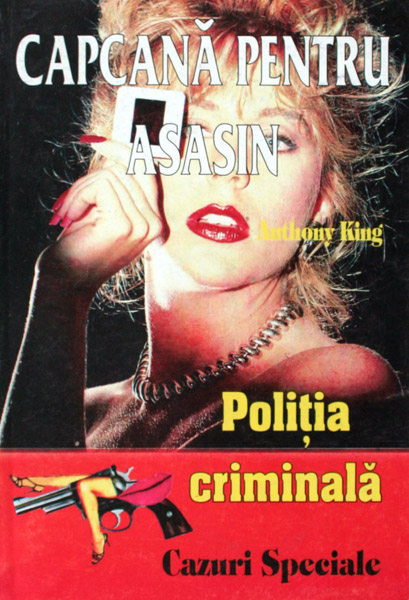 CAPCANĂ PENTRU
ASASIN
Anthony King
Poliția
criminală
Cazuri Speciale